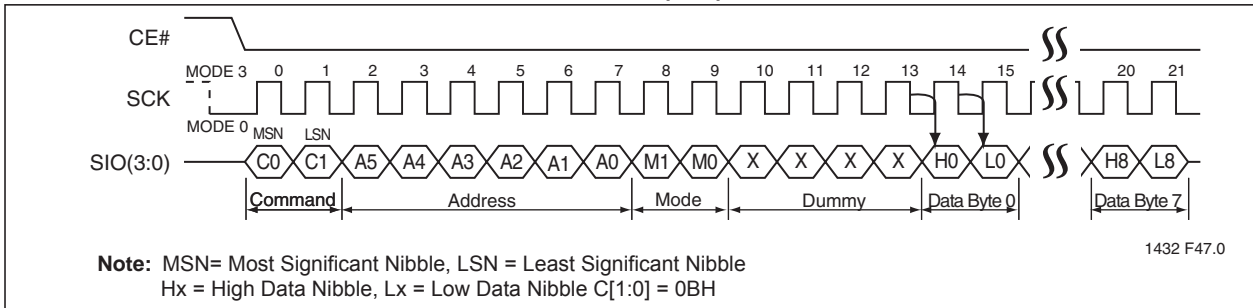 CE#
MODE 3 0 1 2 3 4 5 6 7 8 9 10 11 12 13 14 15 20 21
SCK
MODE 0
MSN LSN
SIO(3:0) C0 C1 A5 A4 A3 A2 A1 A0 M1 M0 X X X X H0 L0 H8 L8
Command Address Mode Dummy Data Byte 0 Data Byte 7
1432 F47.0
Note: MSN= Most Significant Nibble, LSN = Least Significant Nibble
Hx = High Data Nibble, Lx = Low Data Nibble C[1:0] = 0BH